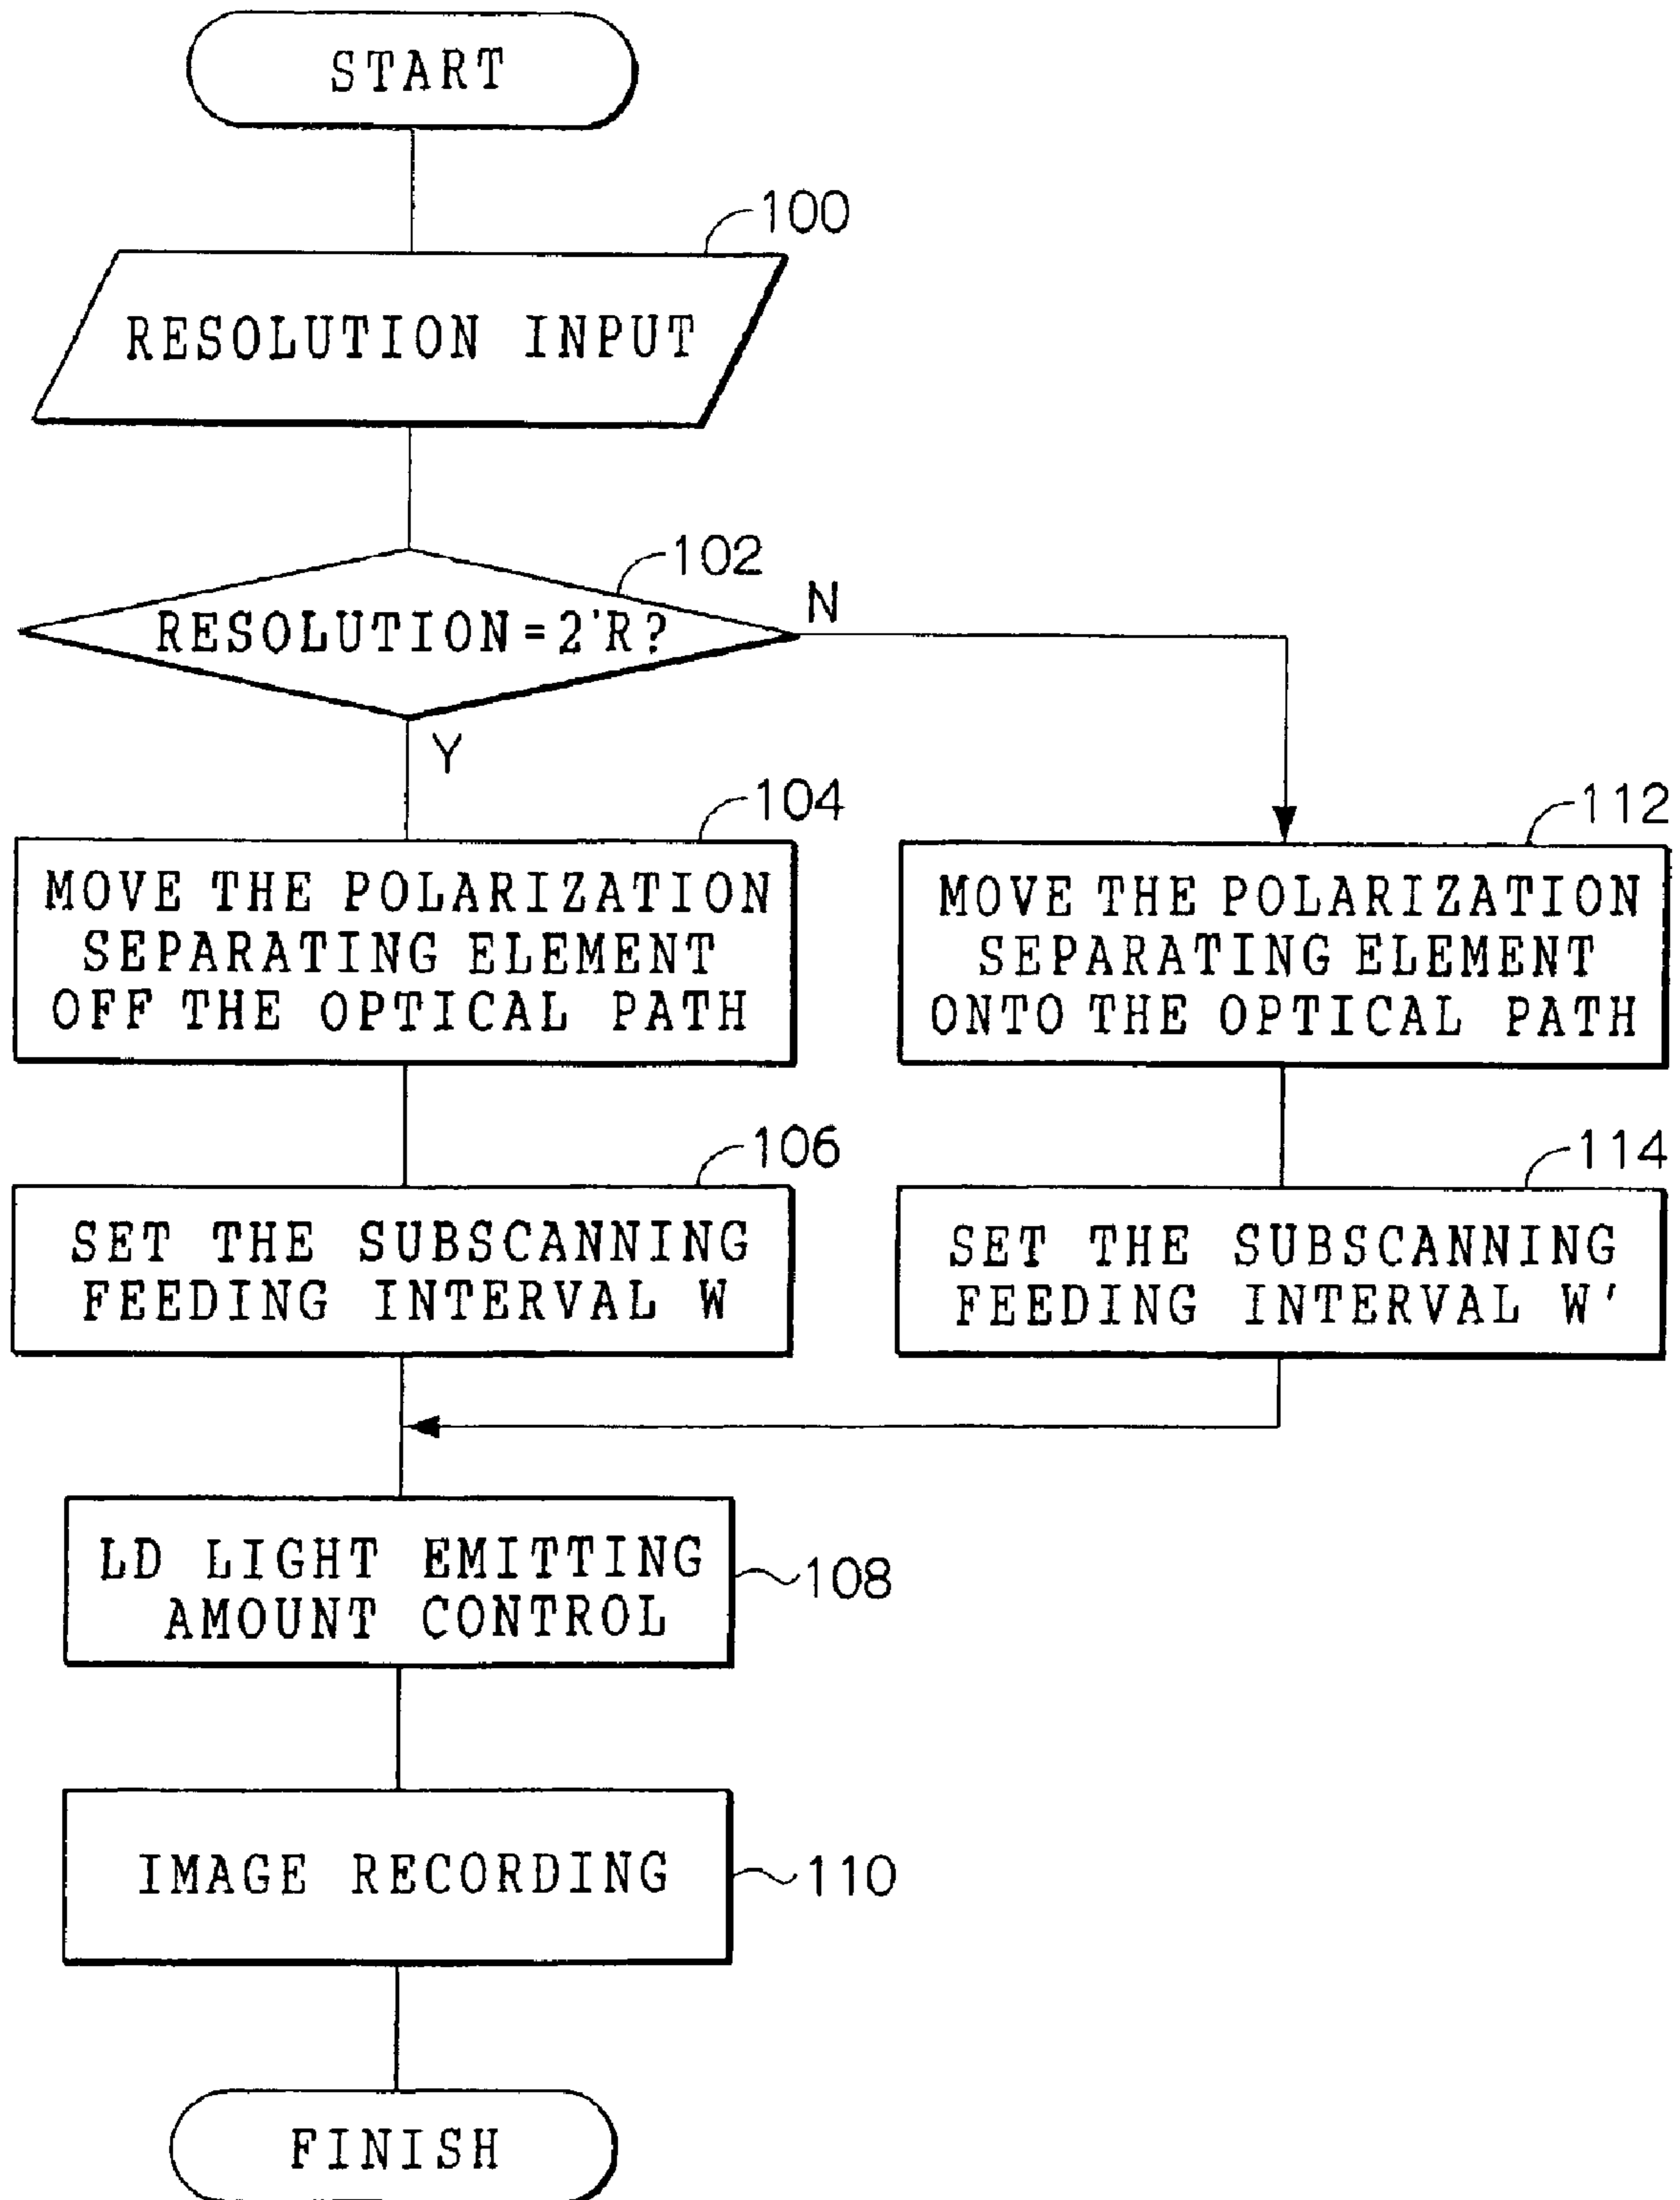 START
100
RESOLUTION INPUT
102
RESOLUTION=2'R?
N
Y
104
MOVE THE POLARIZATION
SEPARATING ELEMENT
OFF THE OPTICAL PATH
112
MOVE THE POLARIZATION
SEPARATING ELEMENT
ONTO THE OPTICAL PATH
106
SET THE SUBSCANNING
FEEDING INTERVAL W
114
SET THE SUBSCANNING
FEEDING INTERVAL W'
LD LIGHT EMITTING
AMOUNT CONTROL
108
IMAGE RECORDING
110
FINISH